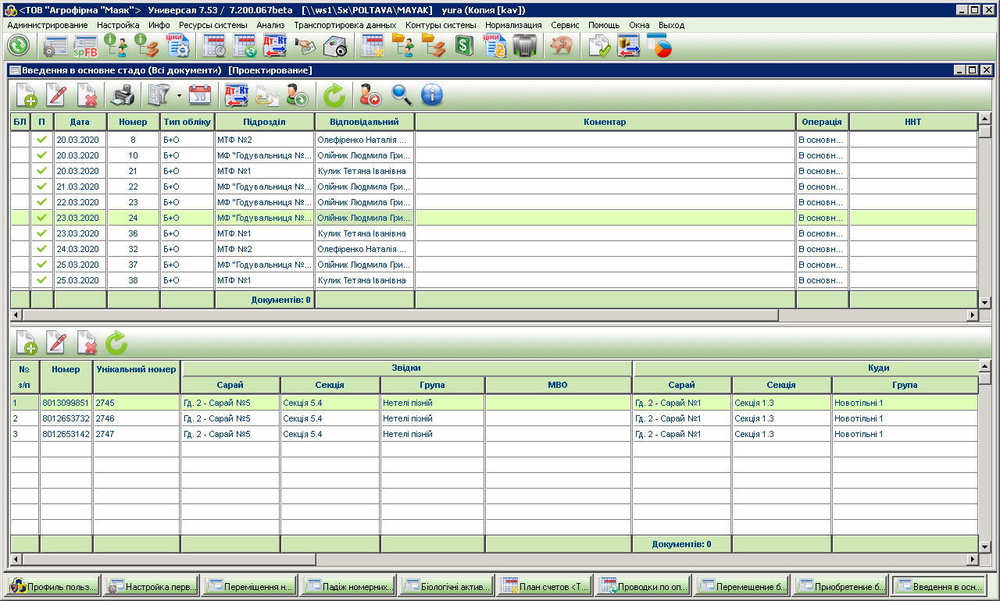 <ТОВ "Агрофірма "Маяк"> Универсал 7.53 / 7.200.067beta [\\ws1\5x\POLTAVA\MAYAK] yura (Копия [kav])
Администрирование Настройка Инфо Ресурсы системы Анализ Транспортировка данных Контуры системы Нормализация Сервис Помощь Окна Выход
spFB ЦІНИ Дт-Кт ЦІНИ
Введення в основне стадо (Всі документи) [Проектирование]
30 Дт-Кт
БЛ П Дата Номер Тип обліку Підрозділ Відповідальний Коментар Операція ННТ
20.03.2020 8 Б+О МТФ №2 Олефіренко Наталія ... В основн...
20.03.2020 10 Б+О МФ "Годувальниця №... Олійник Людмила Гри... В основн...
20.03.2020 21 Б+О МТФ №1 Кулик Тетяна Іванівна В основн...
21.03.2020 22 Б+О МФ "Годувальниця №... Олійник Людмила Гри... В основн...
22.03.2020 23 Б+О МФ "Годувальниця №... Олійник Людмила Гри... В основн...
23.03.2020 24 Б+О МФ "Годувальниця №... Олійник Людмила Гри... В основн...
23.03.2020 36 Б+О МТФ №1 Кулик Тетяна Іванівна В основн...
24.03.2020 32 Б+О МТФ №2 Олефіренко Наталія ... В основн...
25.03.2020 37 Б+О МФ "Годувальниця №... Олійник Людмила Гри... В основн...
25.03.2020 38 Б+О МТФ №1 Кулик Тетяна Іванівна В основн...
Документів: 0
№ з/п Номер Унікальний номер Звідки Куди
Сарай Секція Група МВО Сарай Секція Група
1 8013099851 2745 Гд. 2 - Сарай №5 Секція 5.4 Нетелі пізній Гд. 2 - Сарай №1 Секція 1.3 Новотільні 1
2 8012653732 2746 Гд. 2 - Сарай №5 Секція 5.4 Нетелі пізній Гд. 2 - Сарай №1 Секція 1.3 Новотільні 1
3 8012653142 2747 Гд. 2 - Сарай №5 Секція 5.4 Нетелі пізній Гд. 2 - Сарай №1 Секція 1.3 Новотільні 1
Документів: 0
Профиль польз... Настройка перв... Переміщення н... Падіж номерних... Біологічні актив... План счетов <Т... Проводки по оп... Перемещение б... Приобретение б... Введення в осн...